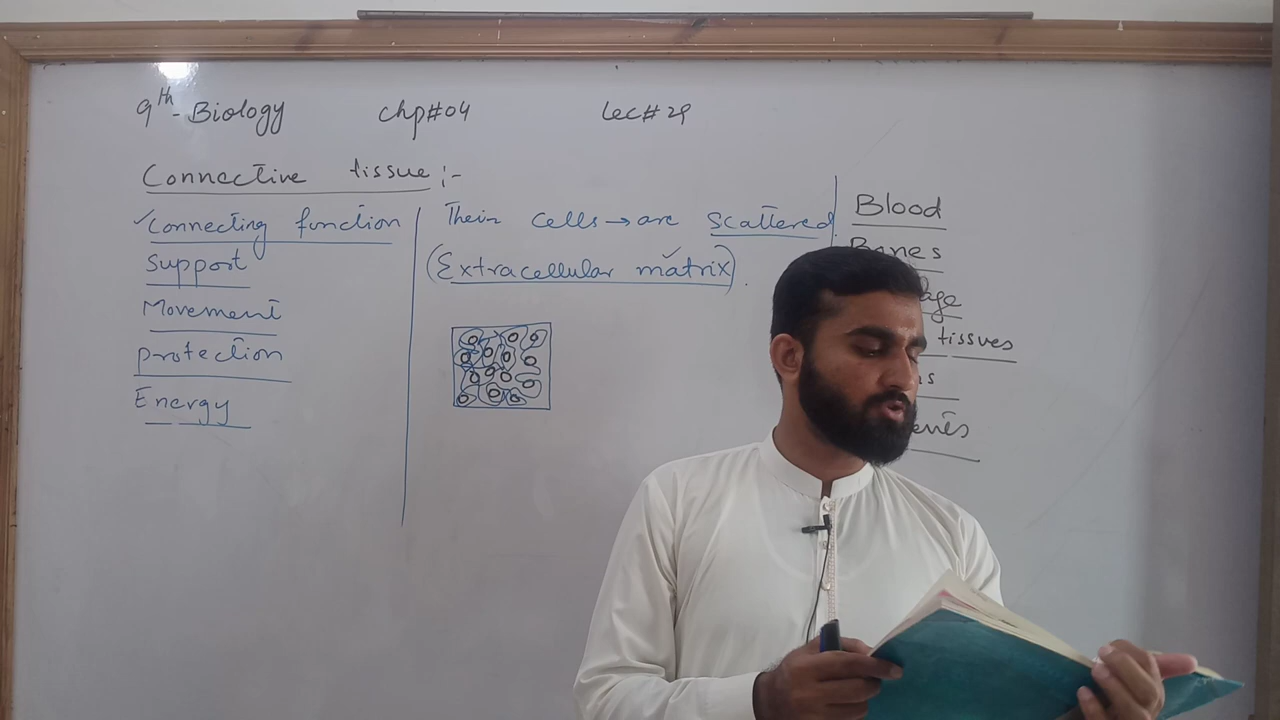 9th - Biology chp#04 Lec# 29
Connective tissue :-
✓Connecting function
Support
Movement
protection
Energy
Their cells → are scattered.
(Extracellular matrix✓).
Blood
Bones
tissues